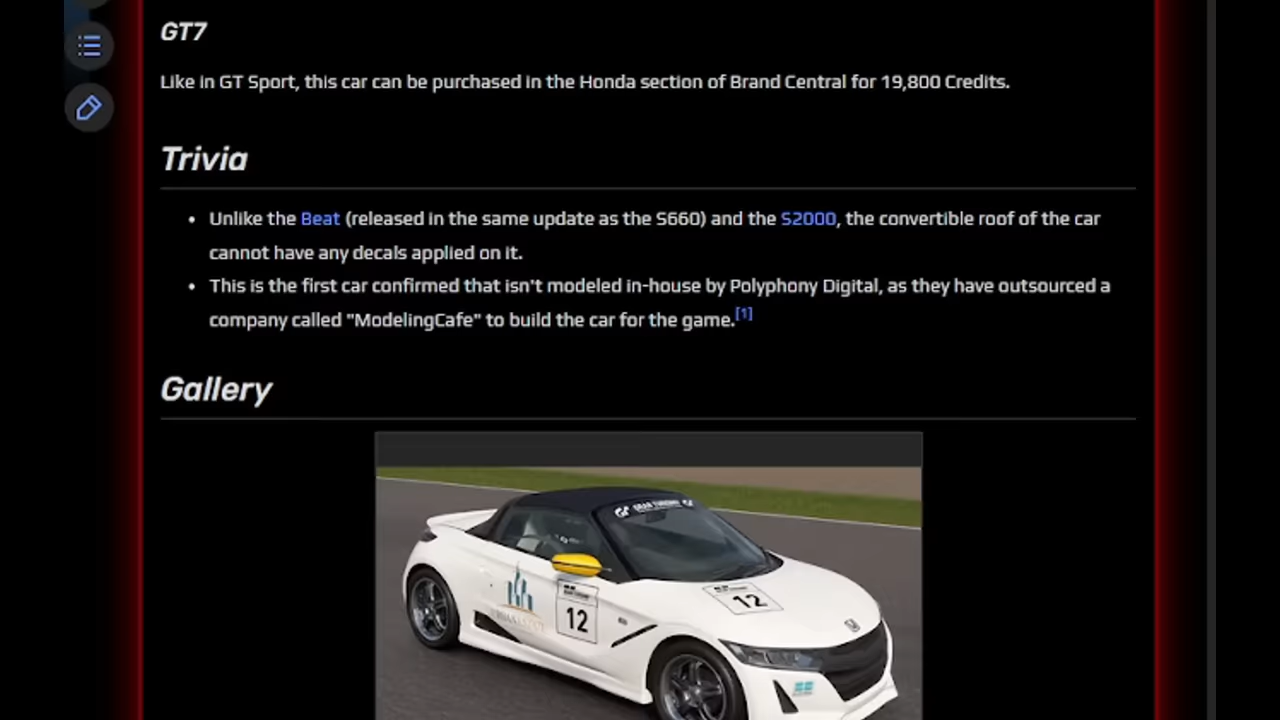 GT7
Like in GT Sport, this car can be purchased in the Honda section of Brand Central for 19,800 Credits.
Trivia
Unlike the Beat (released in the same update as the S660) and the S2000, the convertible roof of the car
cannot have any decals applied on it.
This is the first car confirmed that isn't modeled in-house by Polyphony Digital, as they have outsourced a
company called "ModelingCafe" to build the car for the game.[1]
Gallery
GRAN TURISMO
12
12